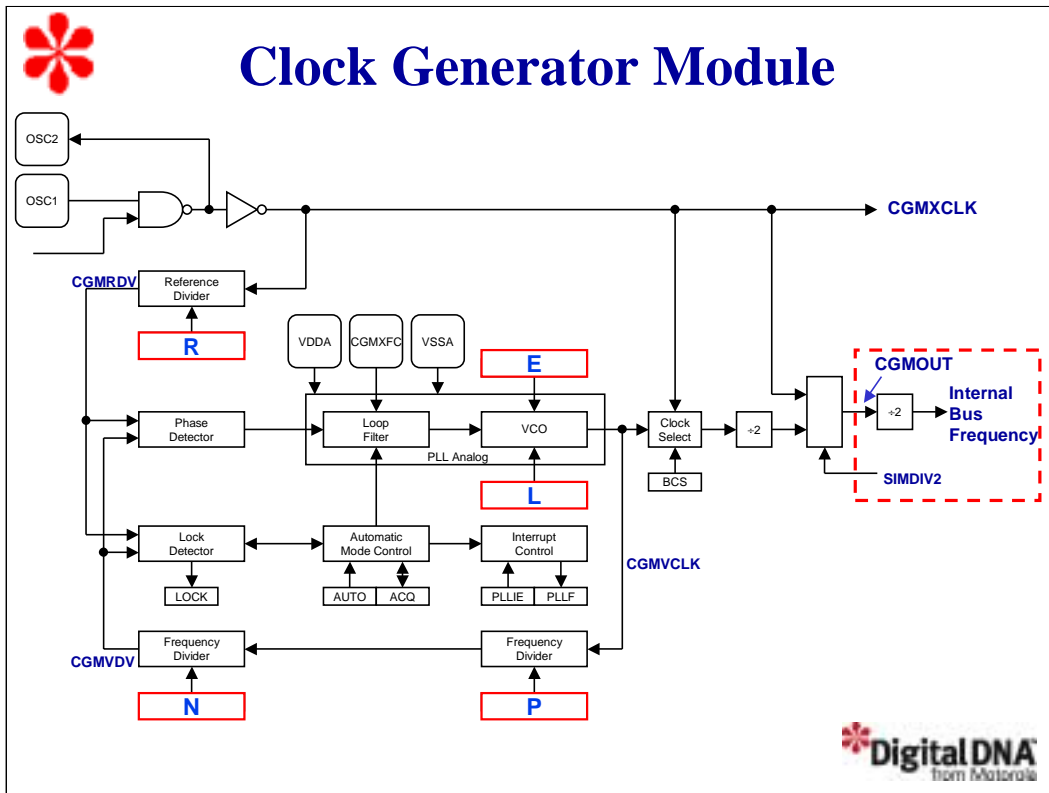 Clock Generator Module
OSC2
OSC1
CGMXCLK
CGMRDV
Reference
Divider
R
VDDA
CGMXFC
VSSA
E
CGMOUT
Internal
Bus
Frequency
÷2
Phase
Detector
Loop
Filter
VCO
Clock
Select
÷2
PLL Analog
BCS
SIMDIV2
L
Lock
Detector
Automatic
Mode Control
Interrupt
Control
CGMVCLK
LOCK
AUTO
ACQ
PLLIE
PLLF
CGMVDV
Frequency
Divider
Frequency
Divider
N
P
Digital DNA
from Motorola